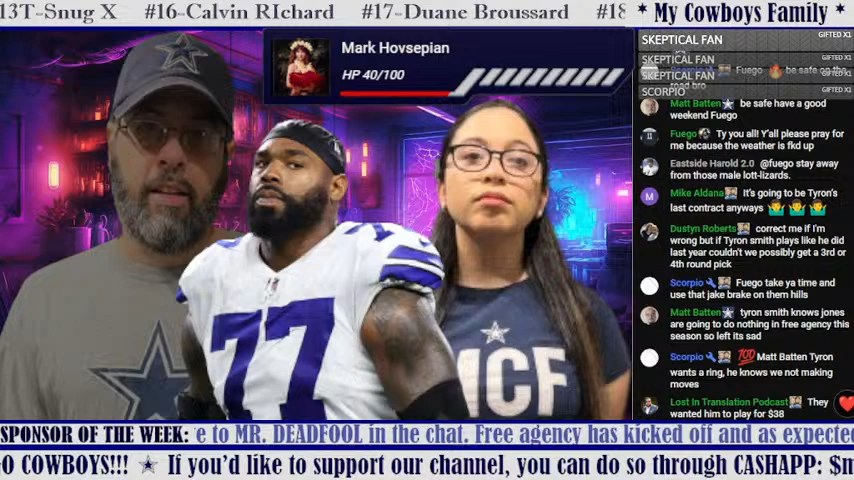 13T-Snug X #16-Calvin RIchard #17-Duane Broussard #18
* My Cowboys Family *
Mark Hovsepian
HP 40/100
77
MCF
SKEPTICAL FAN GIFTED X1
SKEPTICAL FAN GIFTED X1
SKEPTICAL FAN GIFTED X1
SCORPIO GIFTED X1
Fuego 🔥 be safe on the
road bro
Matt Batten be safe have a good
weekend Fuego
Fuego Ty you all! Y'all please pray for
me because the weather is fkd up
Eastside Harold 2.0 @fuego stay away
from those male lott-lizards.
Mike Aldana It's going to be Tyron's
last contract anyways 🤷‍♂️ 🤷‍♂️ 🤷‍♂️
Dustyn Roberts correct me if I'm
wrong but if Tyron smith plays like he did
last year couldn't we possibly get a 3rd or
4th round pick
Scorpio Fuego take ya time and
use that jake brake on them hills
Matt Batten tyron smith knows jones
are going to do nothing in free agency this
season so left its sad
Scorpio 💯 Matt Batten Tyron
wants a ring, he knows we not making
moves
Lost In Translation Podcast They
wanted him to play for $38
SPONSOR OF THE WEEK: e to MR. DEADFOOL in the chat. Free agency has kicked off and as expecte
O COWBOYS!!! ★ If you'd like to support our channel, you can do so through CASHAPP: $m